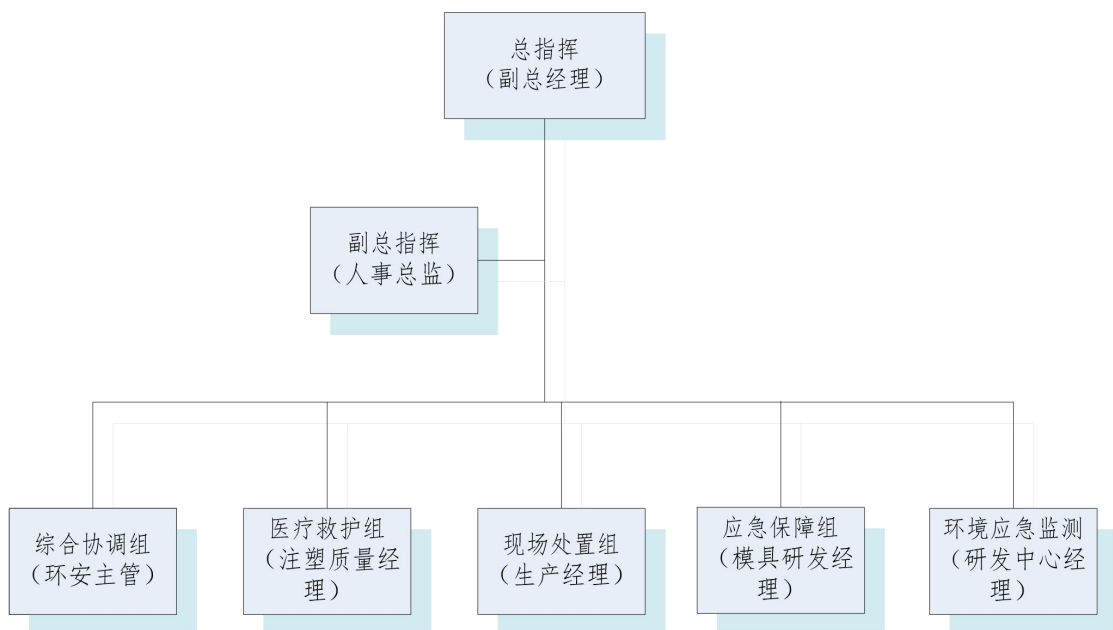 总指挥
（副总经理）
副总指挥
（人事总监）
综合协调组
（环安主管）
医疗救护组
（注塑质量经
理）
现场处置组
（生产经理）
应急保障组
（模具研发经
理）
环境应急监测
（研发中心经
理）